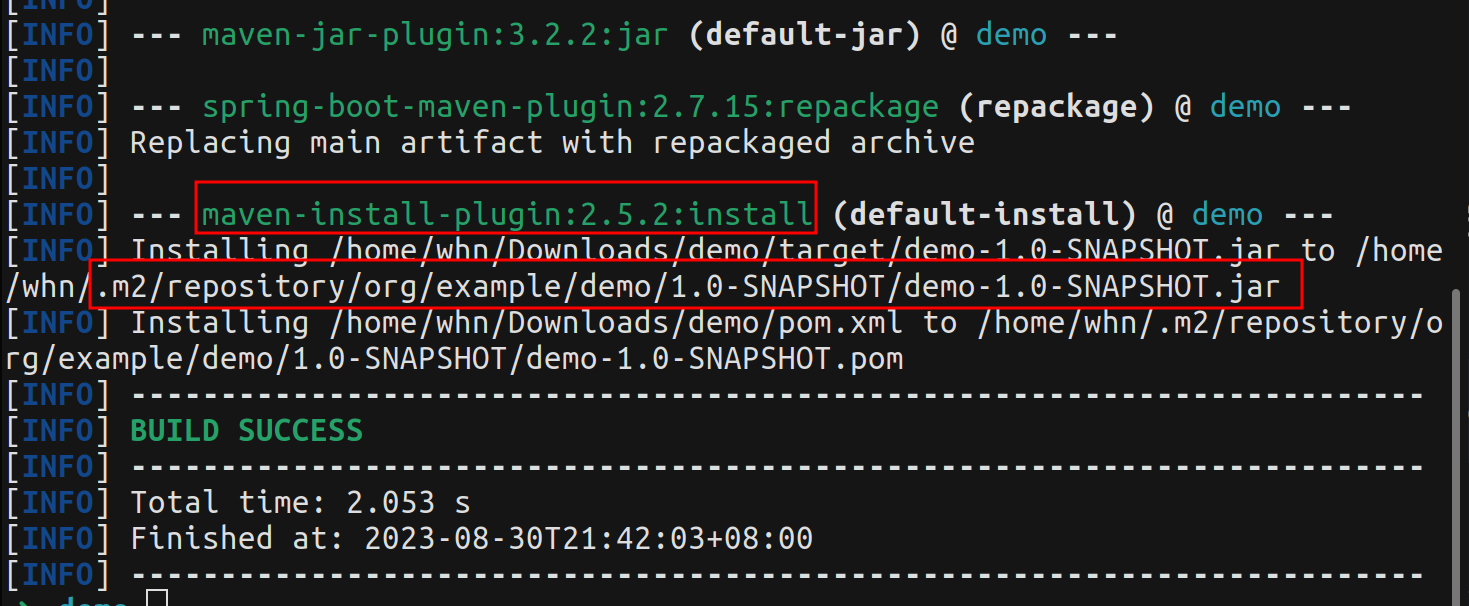 [INFO]
[INFO] --- maven-jar-plugin:3.2.2:jar (default-jar) @ demo ---
[INFO]
[INFO] --- spring-boot-maven-plugin:2.7.15:repackage (repackage) @ demo ---
[INFO] Replacing main artifact with repackaged archive
[INFO]
[INFO] --- maven-install-plugin:2.5.2:install (default-install) @ demo ---
[INFO] Installing /home/whn/Downloads/demo/target/demo-1.0-SNAPSHOT.jar to /home
/whn/.m2/repository/org/example/demo/1.0-SNAPSHOT/demo-1.0-SNAPSHOT.jar
[INFO] Installing /home/whn/Downloads/demo/pom.xml to /home/whn/.m2/repository/o
rg/example/demo/1.0-SNAPSHOT/demo-1.0-SNAPSHOT.pom
[INFO] ------------------------------------------------------------------------
[INFO] BUILD SUCCESS
[INFO] ------------------------------------------------------------------------
[INFO] Total time: 2.053 s
[INFO] Finished at: 2023-08-30T21:42:03+08:00
[INFO] ------------------------------------------------------------------------
demo